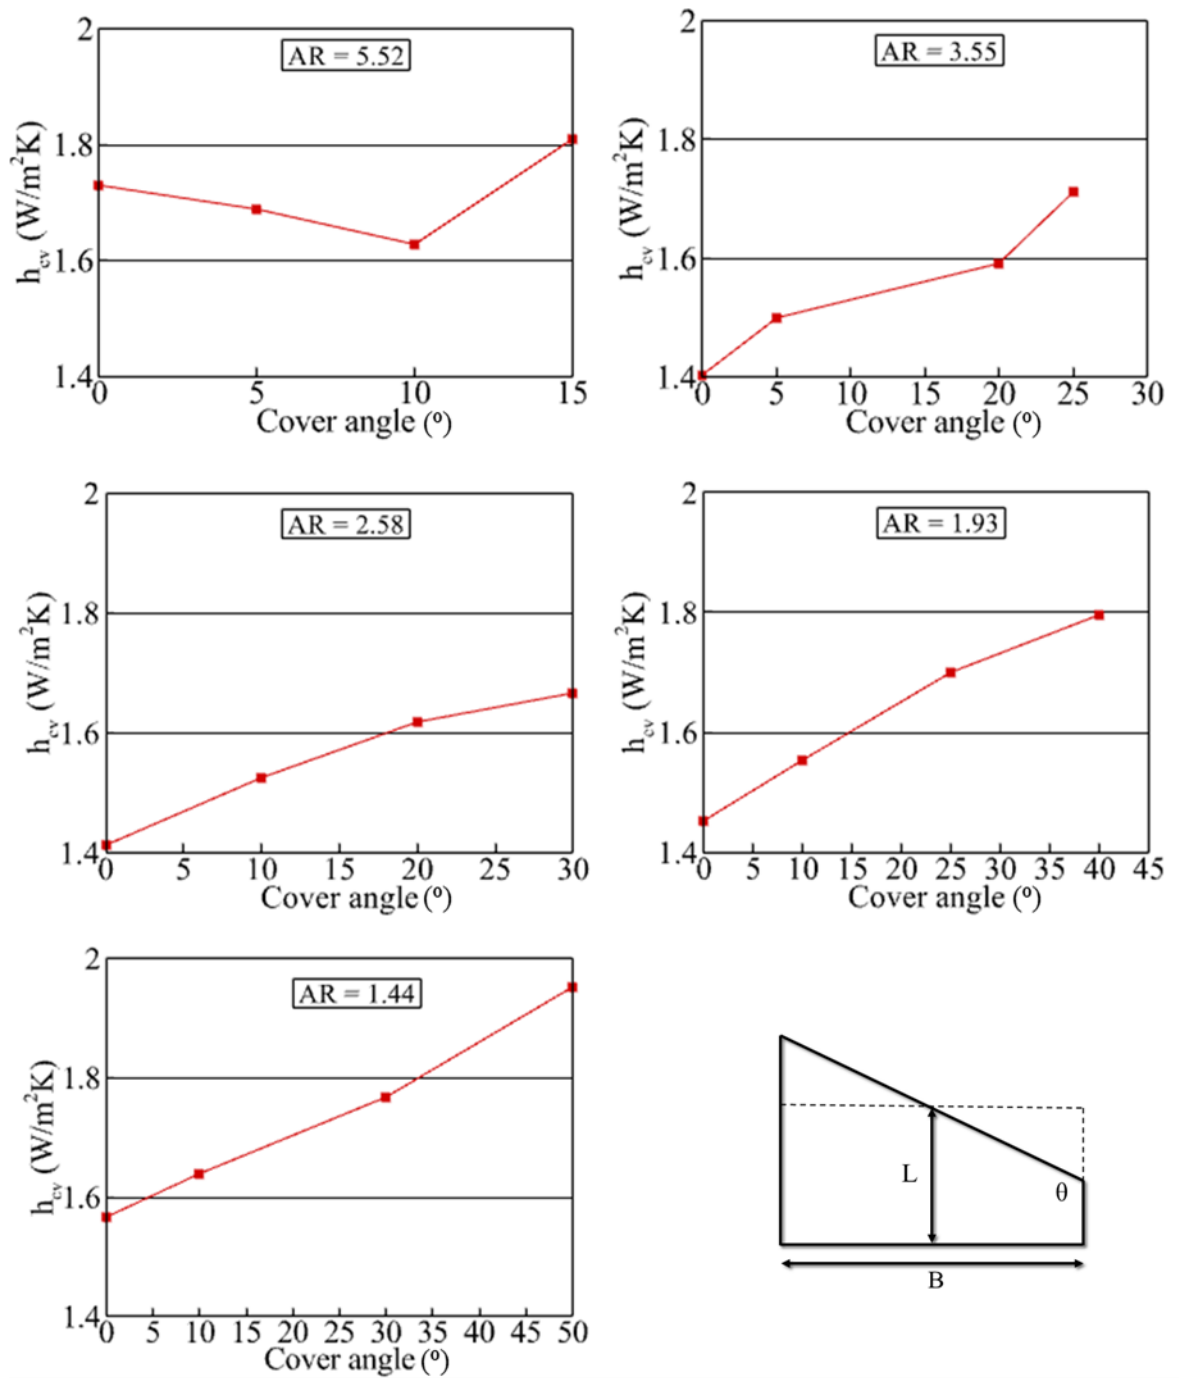 AR = 5.52
2
1.8
1.6
1.4
h_cv (W/m²K)
0 5 10 15
Cover angle (º)
AR = 3.55
2
1.8
1.6
1.4
h_cv (W/m²K)
0 5 10 15 20 25 30
Cover angle (º)
AR = 2.58
2
1.8
1.6
1.4
h_cv (W/m²K)
0 5 10 15 20 25 30
Cover angle (º)
AR = 1.93
2
1.8
1.6
1.4
h_cv (W/m²K)
0 5 10 15 20 25 30 35 40 45
Cover angle (º)
AR = 1.44
2
1.8
1.6
1.4
h_cv (W/m²K)
0 5 10 15 20 25 30 35 40 45 50
Cover angle (º)
L
θ
B